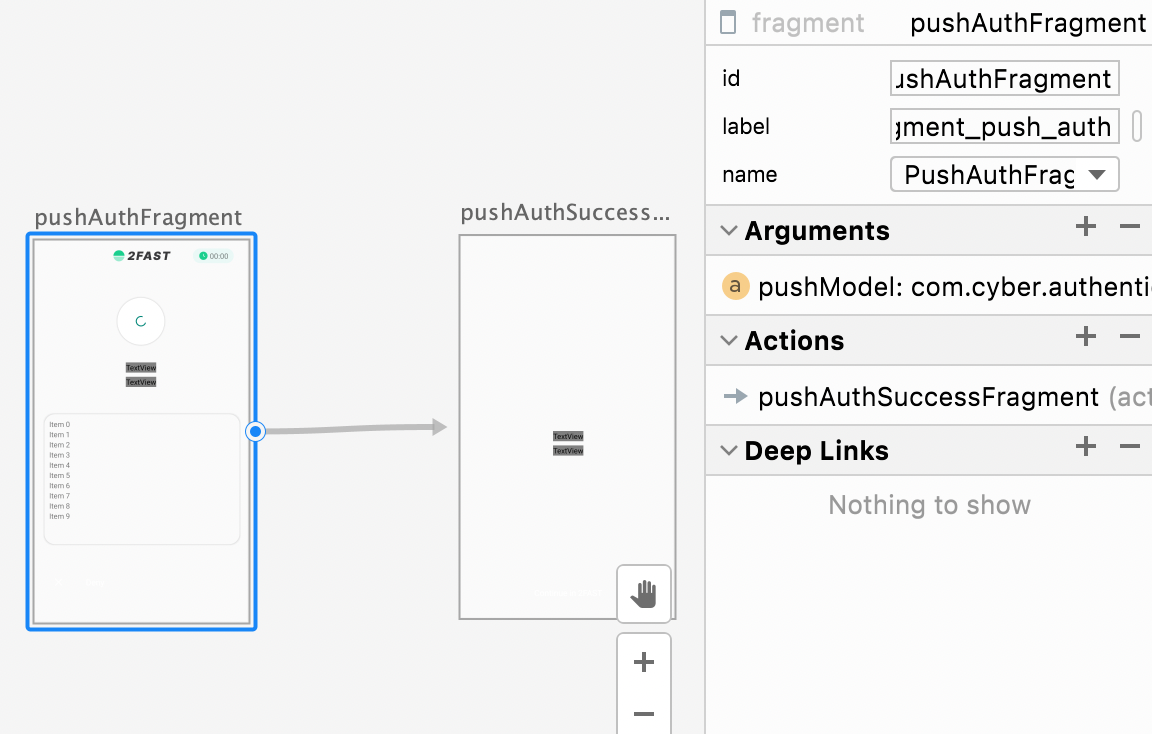 fragment pushAuthFragment
id ushAuthFragment
label gment_push_auth
name PushAuthFrag
Arguments
a pushModel: com.cyber.authenti
Actions
pushAuthSuccessFragment (act
Deep Links
Nothing to show
pushAuthFragment
2FAST 00:00
TextView
TextView
Item 0
Item 1
Item 2
Item 3
Item 4
Item 5
Item 6
Item 7
Item 8
Item 9
pushAuthSuccess...
TextView
TextView